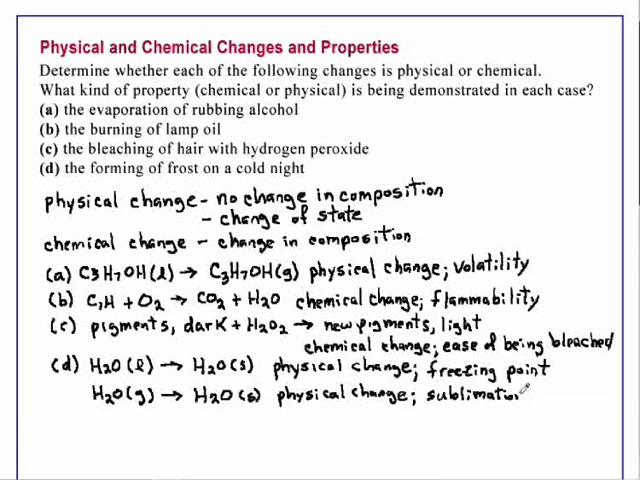 Physical and Chemical Changes and Properties
Determine whether each of the following changes is physical or chemical.
What kind of property (chemical or physical) is being demonstrated in each case?
(a) the evaporation of rubbing alcohol
(b) the burning of lamp oil
(c) the bleaching of hair with hydrogen peroxide
(d) the forming of frost on a cold night
physical change - no change in composition
- change of state
chemical change - change in composition
(a) C3H7OH(l) → C3H7OH(g) physical change; volatility
(b) C,H + O2 → CO2 + H2O chemical change; flammability
(c) pigments, dark + H2O2 → new pigments, light
chemical change; ease of being bleached
(d) H2O(l) → H2O(s) physical change; freezing point
H2O(g) → H2O(s) physical change; sublimation